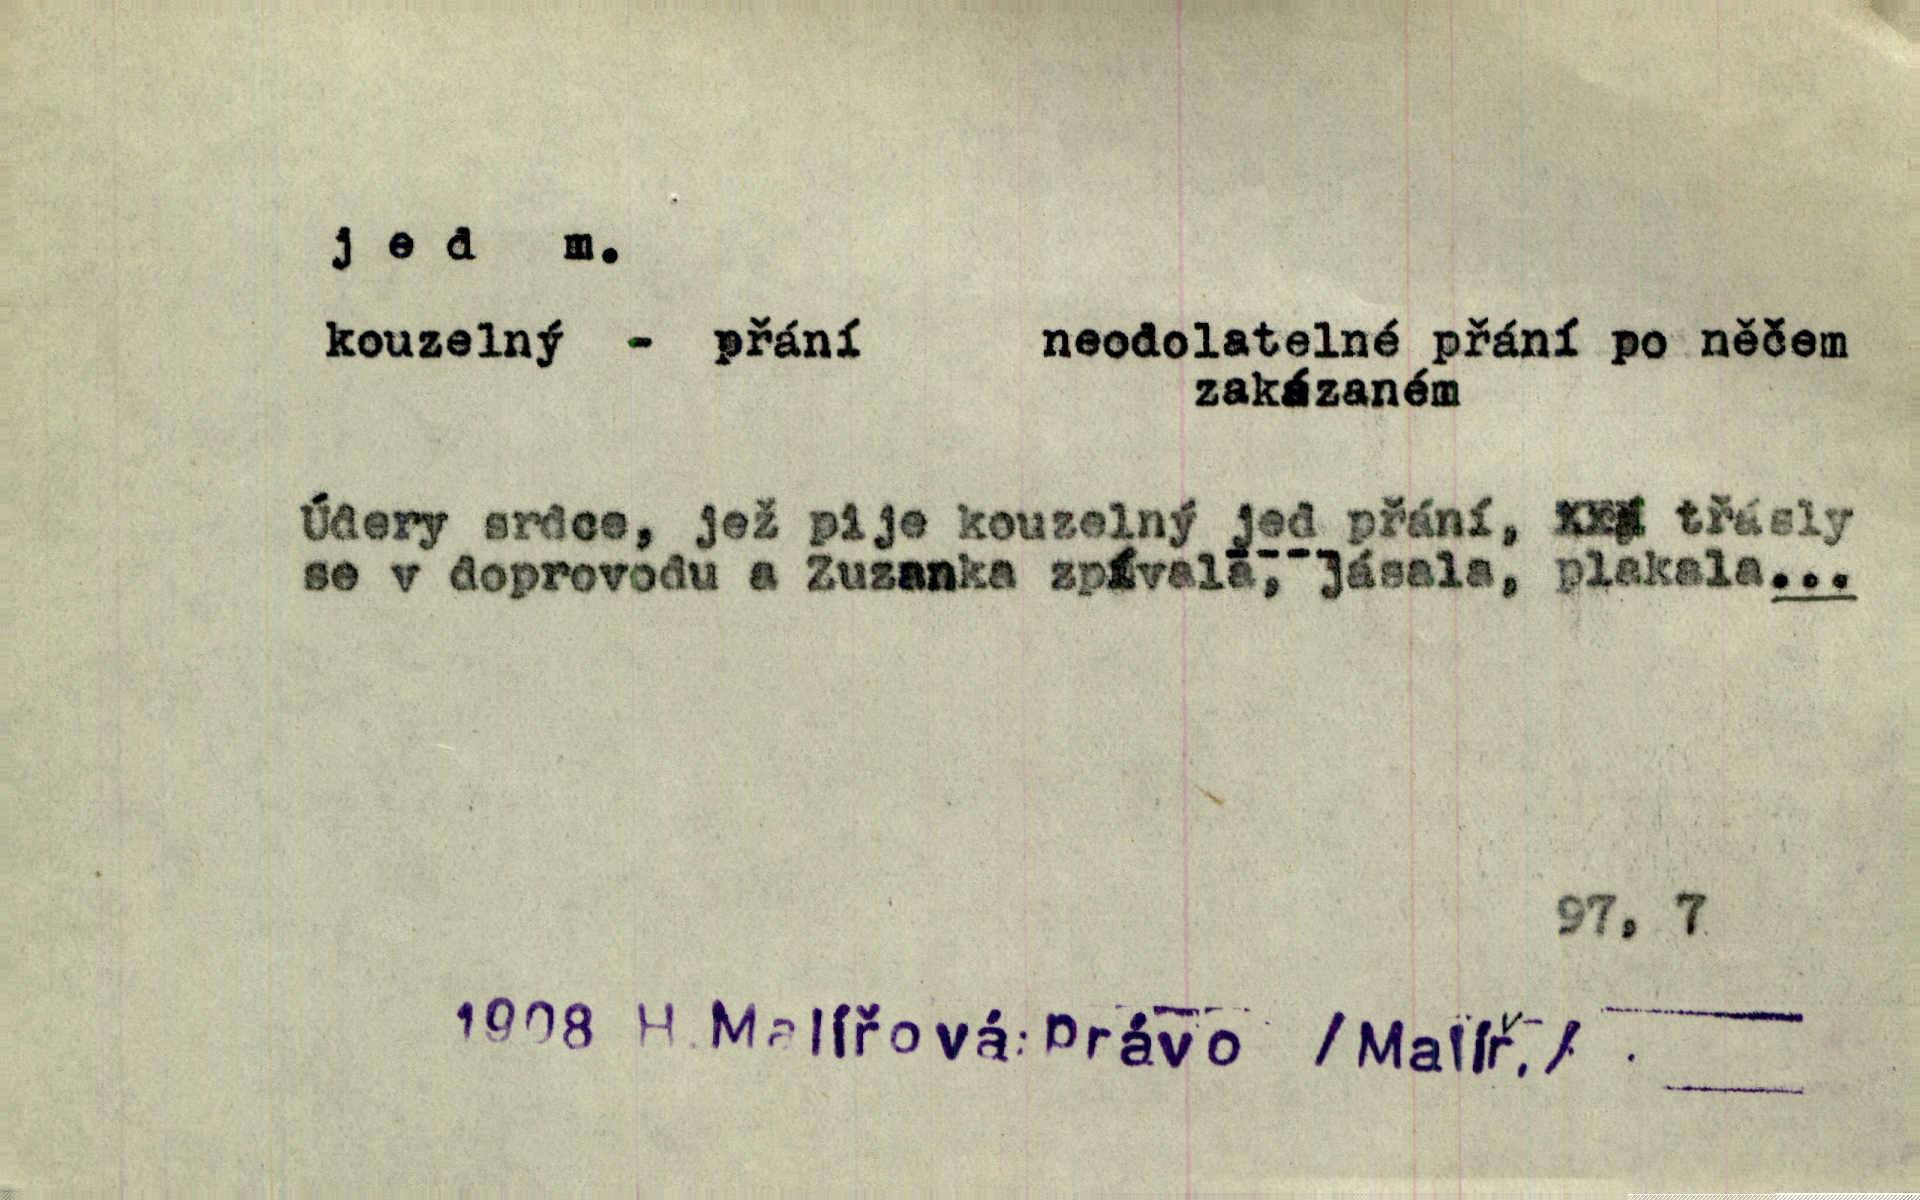 jed m.
kouzelný - přání neodolatelné přání po něčem
zakázaném
Údery srdce, jež pije kouzelný jed přání, třásly
se v doprovodu a Zuzanka zpívala, jásala, plakala...
97, 7
1908 H. Malířová: Právo /Malíř./